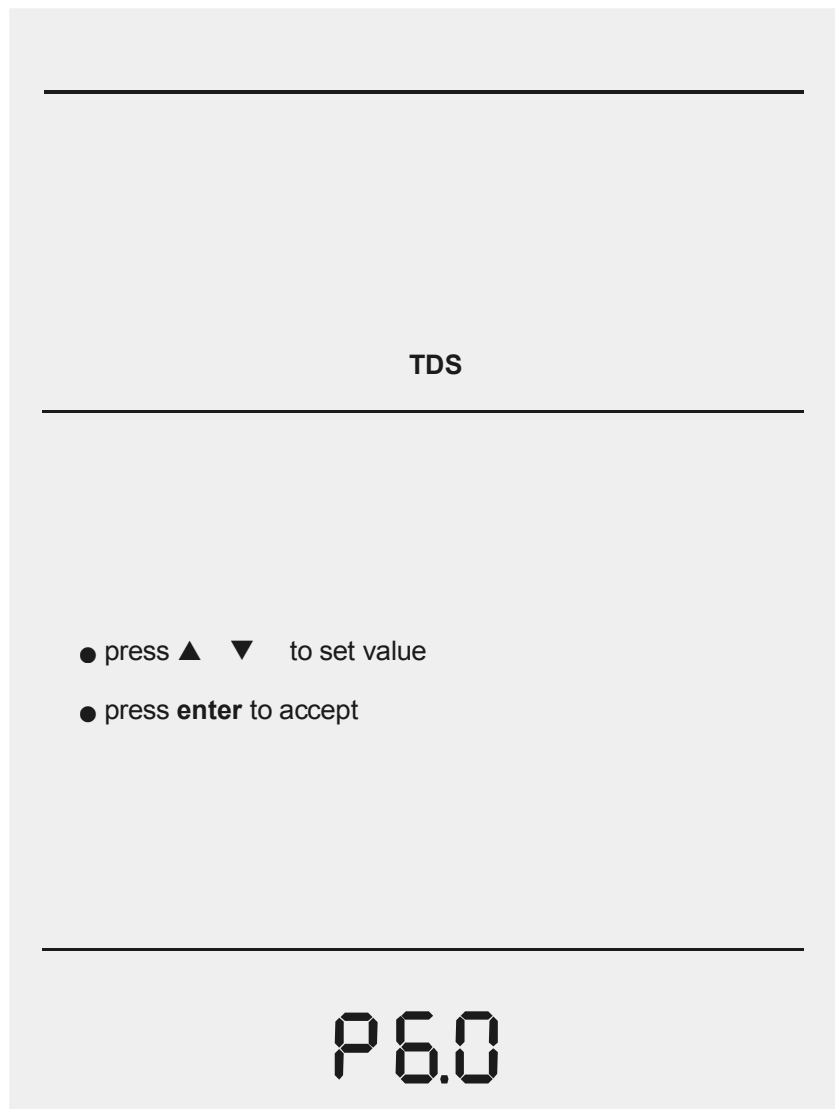 TDS
● press ▲ ▼ to set value
● press enter to accept
P6.0